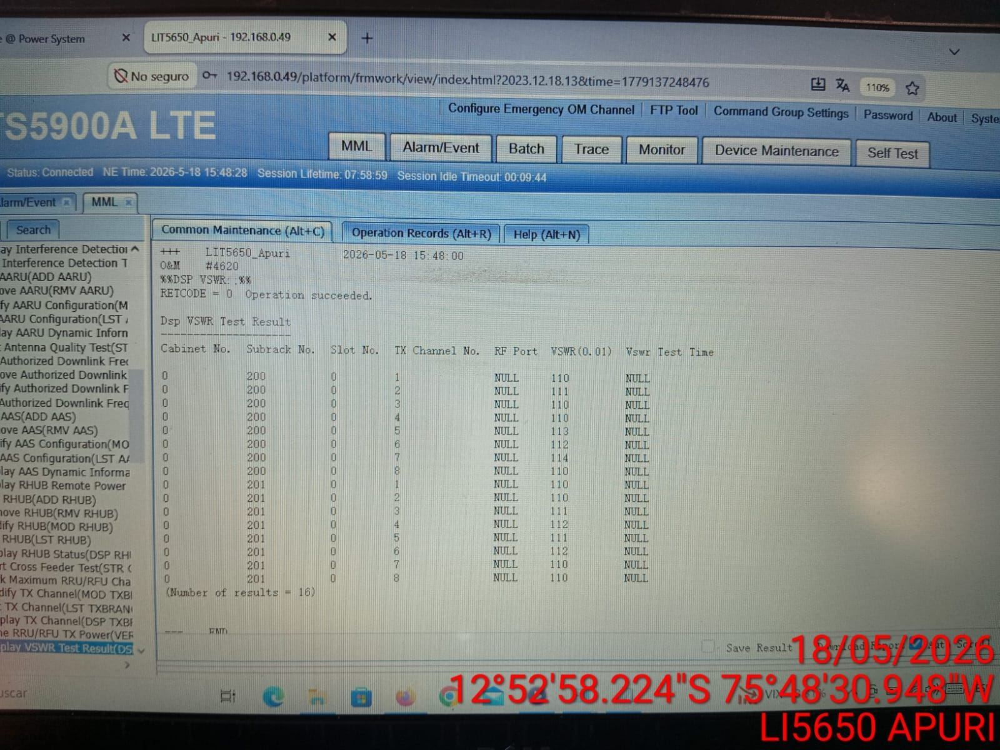 e @ Power System
LIT5650_Apuri - 192.168.0.49
No seguro
192.168.0.49/platform/frmwork/view/index.html?2023.12.18.13&time=1779137248476
110%
Configure Emergency OM Channel FTP Tool Command Group Settings Password About Syste
TS5900A LTE
MML Alarm/Event Batch Trace Monitor Device Maintenance Self Test
Status: Connected NE Time: 2026-5-18 15:48:28 Session Lifetime: 07:58:59 Session Idle Timeout: 00:09:44
larm/Event MML
Search
Common Maintenance (Alt+C) Operation Records (Alt+R) Help (Alt+N)
ay Interference Detection
Interference Detection T
AARU(ADD AARU)
ove AARU(RMV AARU)
fy AARU Configuration(M
AARU Configuration(LST
ay AARU Dynamic Inform
Antenna Quality Test(ST
Authorized Downlink Frec
ove Authorized Downlink
ify Authorized Downlink F
Authorized Downlink Freq
AAS(ADD AAS)
ove AAS(RMV AAS)
ify AAS Configuration(MO
AAS Configuration(LST AA
lay AAS Dynamic Informa
lay RHUB Remote Power
RHUB(ADD RHUB)
nove RHUB(RMV RHUB)
dify RHUB(MOD RHUB)
RHUB(LST RHUB)
play RHUB Status(DSP RHI
rt Cross Feeder Test(STR C
k Maximum RRU/RFU Cha
dify TX Channel(MOD TXBI
TX Channel(LST TXBRAN
play TX Channel(DSP TXBF
ne RRU/RFU TX Power(VER
play VSWR Test Result(DS
+++ LIT5650_Apuri 2026-05-18 15:48:00
O&M #4620
%%DSP VSWR:;%%
RETCODE = 0 Operation succeeded.
Dsp VSWR Test Result
--------------------
Cabinet No. Subrack No. Slot No. TX Channel No. RF Port VSWR(0.01) Vswr Test Time
0 200 0 1 NULL 110 NULL
0 200 0 2 NULL 111 NULL
0 200 0 3 NULL 110 NULL
0 200 0 4 NULL 110 NULL
0 200 0 5 NULL 113 NULL
0 200 0 6 NULL 112 NULL
0 200 0 7 NULL 114 NULL
0 200 0 8 NULL 110 NULL
0 201 0 1 NULL 110 NULL
0 201 0 2 NULL 110 NULL
0 201 0 3 NULL 111 NULL
0 201 0 4 NULL 112 NULL
0 201 0 5 NULL 111 NULL
0 201 0 6 NULL 112 NULL
0 201 0 7 NULL 110 NULL
0 201 0 8 NULL 110 NULL
(Number of results = 16)
--- END
Save Result
uscar
18/05/2026
12°52'58.224"S 75°48'30.948"W
LI5650 APURI